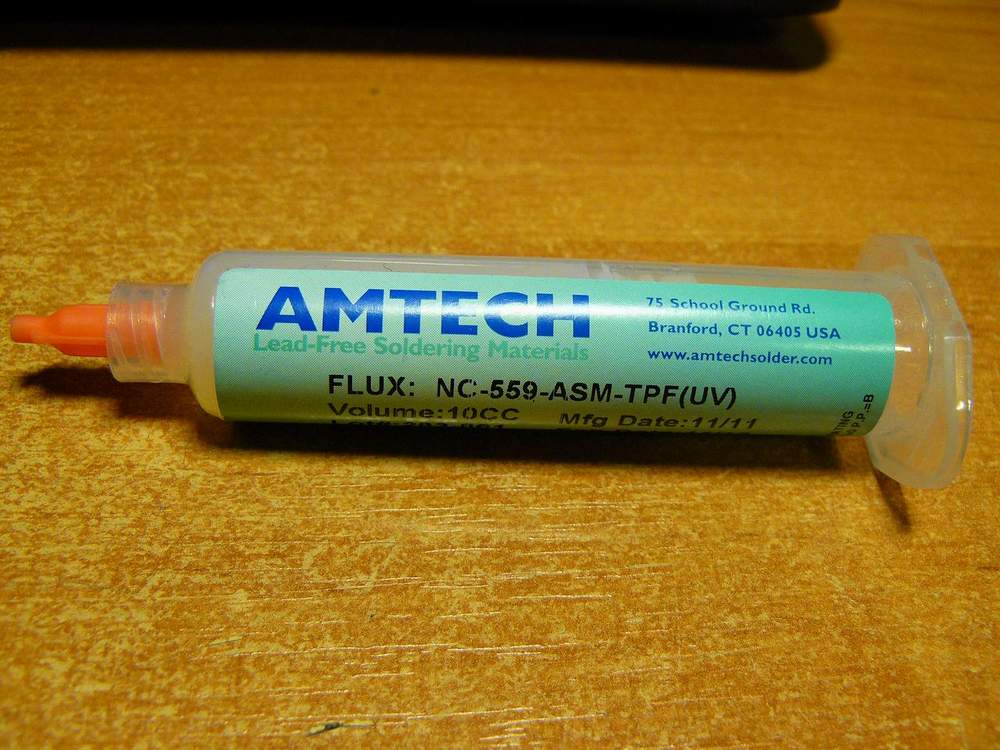 AMTECH
Lead-Free Soldering Materials
75 School Ground Rd.
Branford, CT 06405 USA
www.amtechsolder.com
FLUX: NC-559-ASM-TPF(UV)
Volume:10CC Mfg Date:11/11